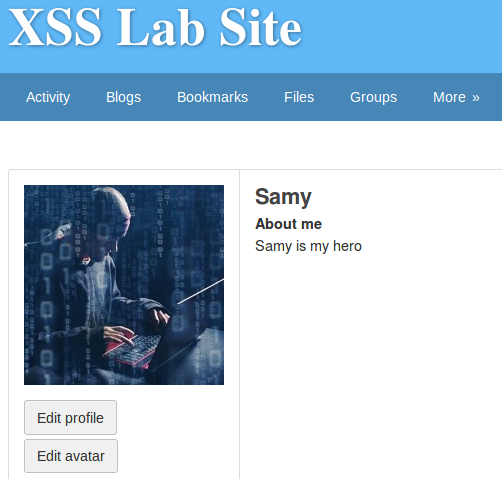 XSS Lab Site
Activity Blogs Bookmarks Files Groups More »
Samy
About me
Samy is my hero
Edit profile
Edit avatar